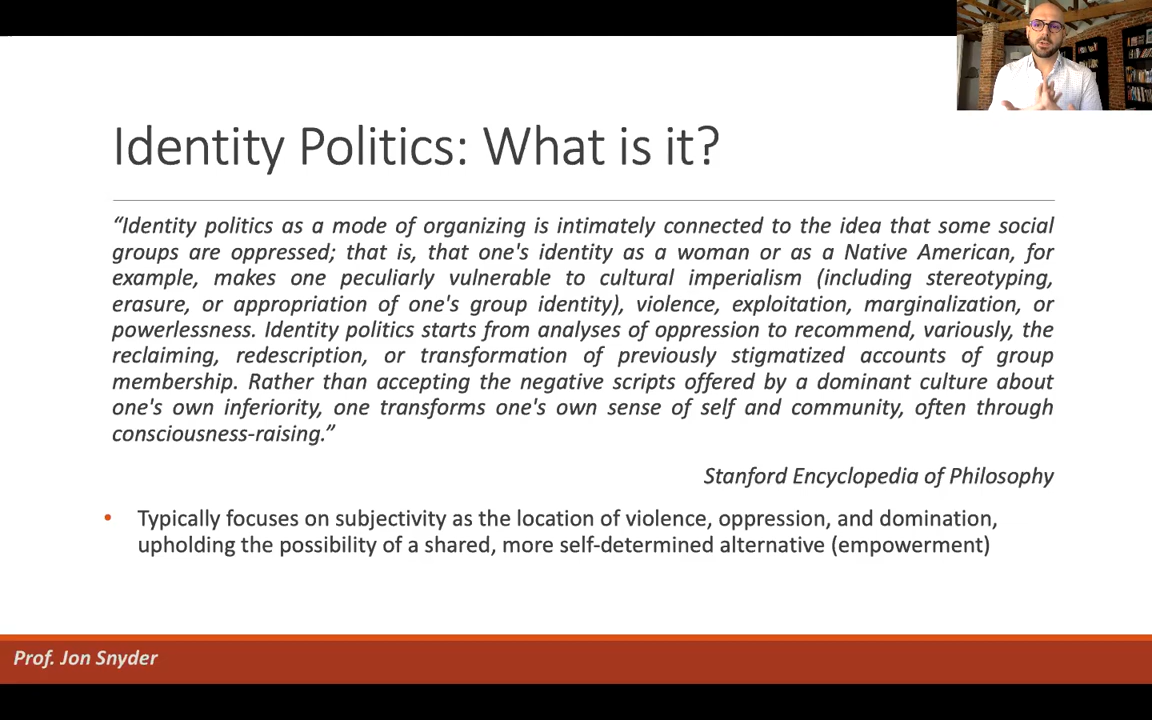 Identity Politics: What is it?
“Identity politics as a mode of organizing is intimately connected to the idea that some social
groups are oppressed; that is, that one's identity as a woman or as a Native American, for
example, makes one peculiarly vulnerable to cultural imperialism (including stereotyping,
erasure, or appropriation of one's group identity), violence, exploitation, marginalization, or
powerlessness. Identity politics starts from analyses of oppression to recommend, variously, the
reclaiming, redescription, or transformation of previously stigmatized accounts of group
membership. Rather than accepting the negative scripts offered by a dominant culture about
one's own inferiority, one transforms one's own sense of self and community, often through
consciousness-raising.”
Stanford Encyclopedia of Philosophy
• Typically focuses on subjectivity as the location of violence, oppression, and domination,
upholding the possibility of a shared, more self-determined alternative (empowerment)
Prof. Jon Snyder